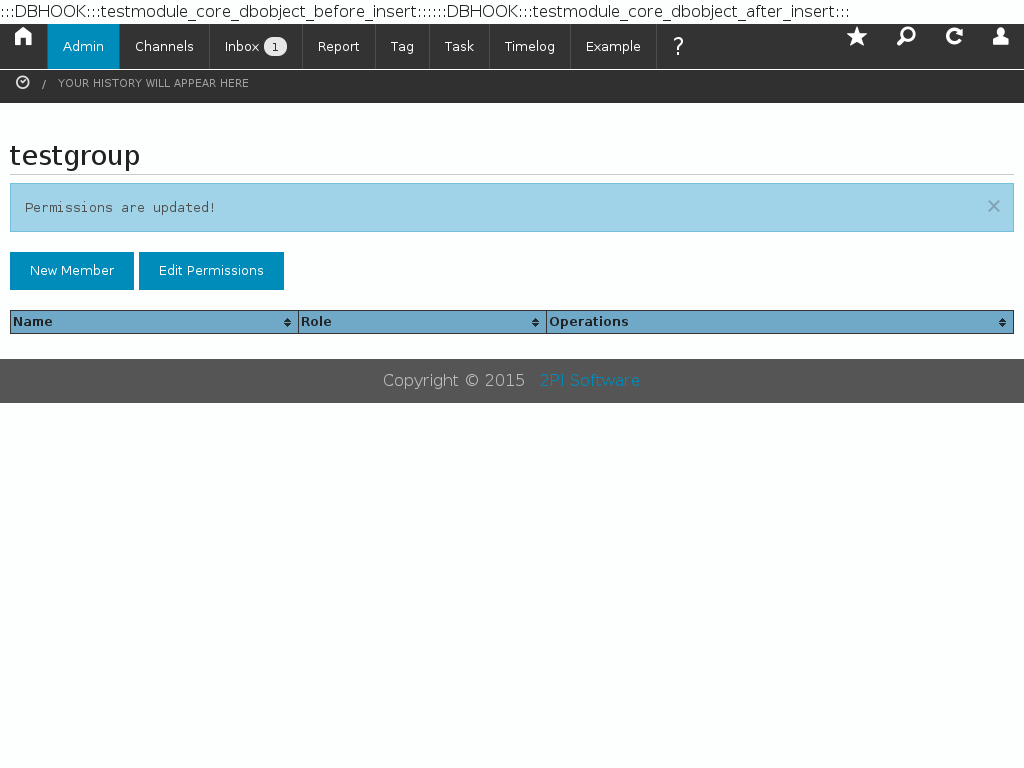 :::DBHOOK:::testmodule_core_dbobject_before_insert::::::DBHOOK:::testmodule_core_dbobject_after_insert:::
Admin Channels Inbox 1 Report Tag Task Timelog Example ?
/ YOUR HISTORY WILL APPEAR HERE
testgroup
Permissions are updated! ×
New Member Edit Permissions
Name Role Operations
Copyright © 2015 2PI Software